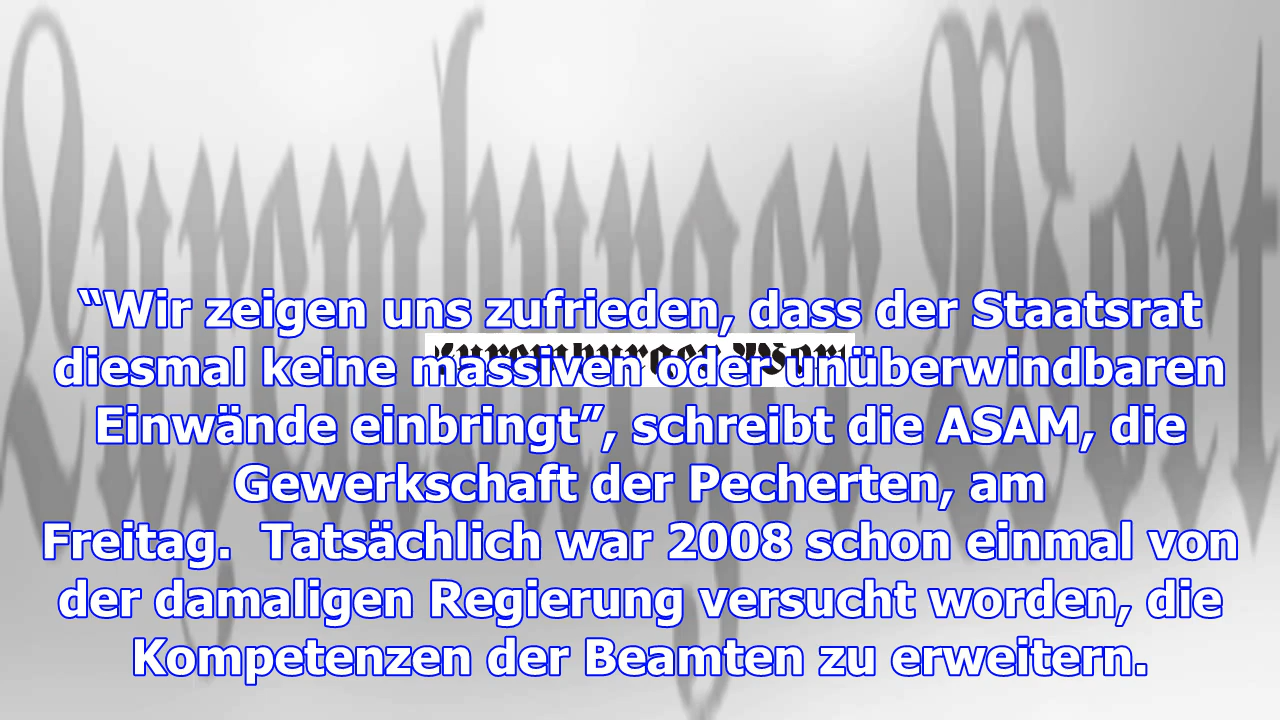 “Wir zeigen uns zufrieden, dass der Staatsrat
diesmal keine massiven oder unüberwindbaren
Einwände einbringt”, schreibt die ASAM, die
Gewerkschaft der Pecherten, am
Freitag.  Tatsächlich war 2008 schon einmal von
der damaligen Regierung versucht worden, die
Kompetenzen der Beamten zu erweitern.